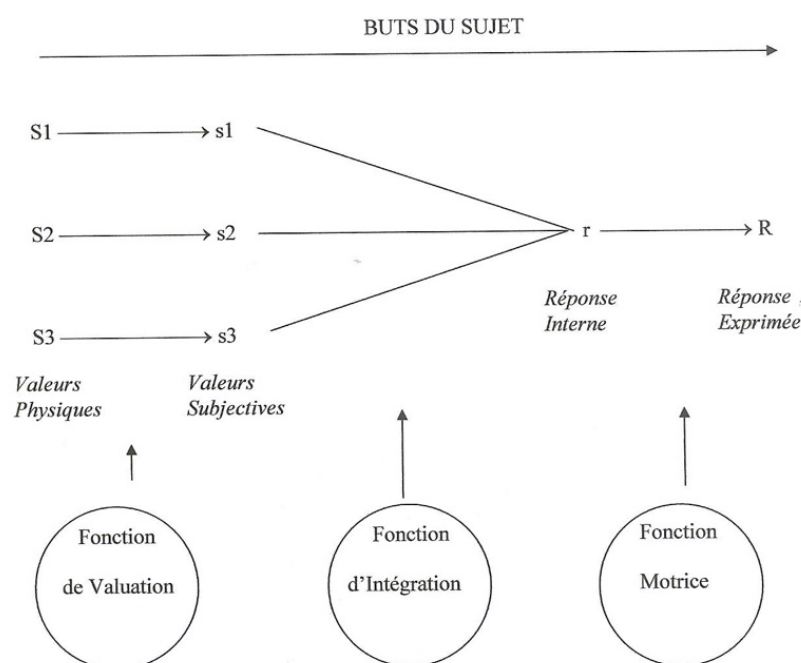 BUTS DU SUJET
S1 s1
S2 s2 r R
Réponse Réponse
Interne Exprimée
S3 s3
Valeurs Valeurs
Physiques Subjectives
Fonction Fonction Fonction
de Valuation d'Intégration Motrice